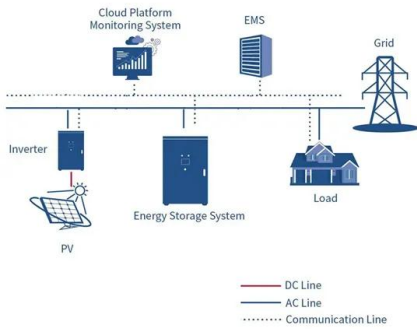 Cloud Platform
Monitoring System
EMS
Grid
Inverter
Energy Storage System
Load
PV
DC Line
AC Line
Communication Line